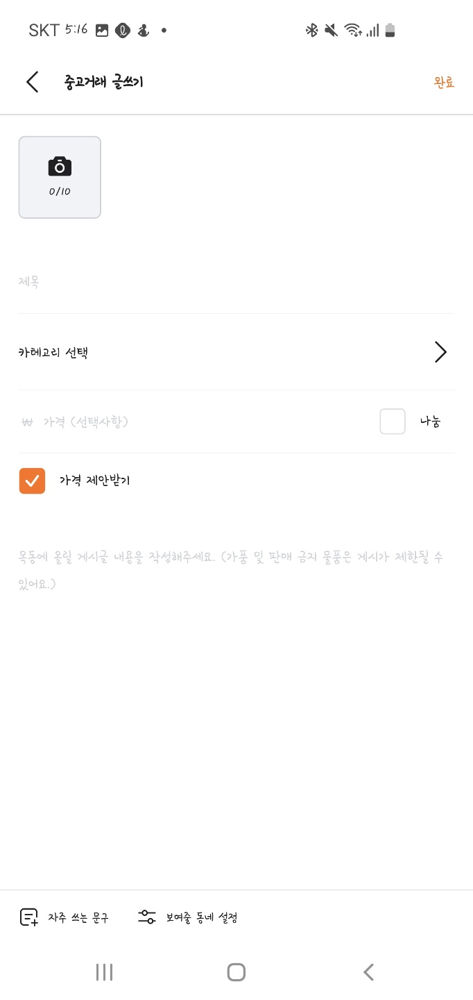 SKT 5:16
중고거래 글쓰기 완료
0/10
제목
카테고리 선택
₩ 가격 (선택사항) 나눔
가격 제안받기
목동에 올릴 게시글 내용을 작성해주세요. (가품 및 판매 금지 물품은 게시가 제한될 수
있어요.)
자주 쓰는 문구 보여줄 동네 설정